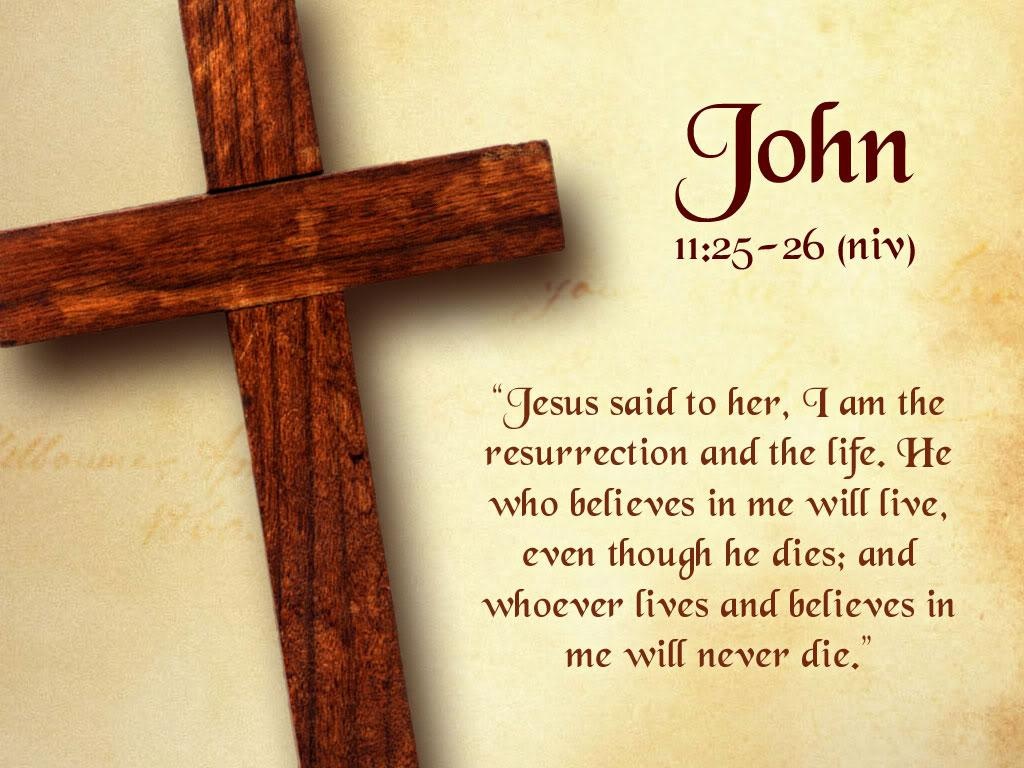 John
11:25-26 (niv)
“Jesus said to her, I am the
resurrection and the life. He
who believes in me will live,
even though he dies; and
whoever lives and believes in
me will never die.”